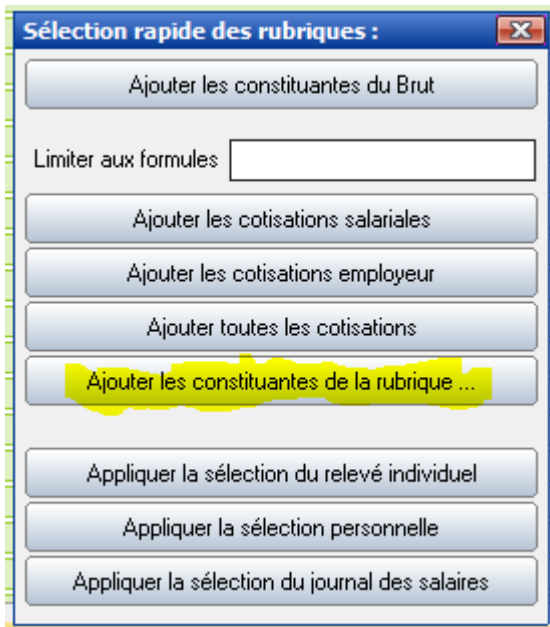 Sélection rapide des rubriques :
Ajouter les constituantes du Brut
Limiter aux formules
Ajouter les cotisations salariales
Ajouter les cotisations employeur
Ajouter toutes les cotisations
Ajouter les constituantes de la rubrique ...
Appliquer la sélection du relevé individuel
Appliquer la sélection personnelle
Appliquer la sélection du journal des salaires